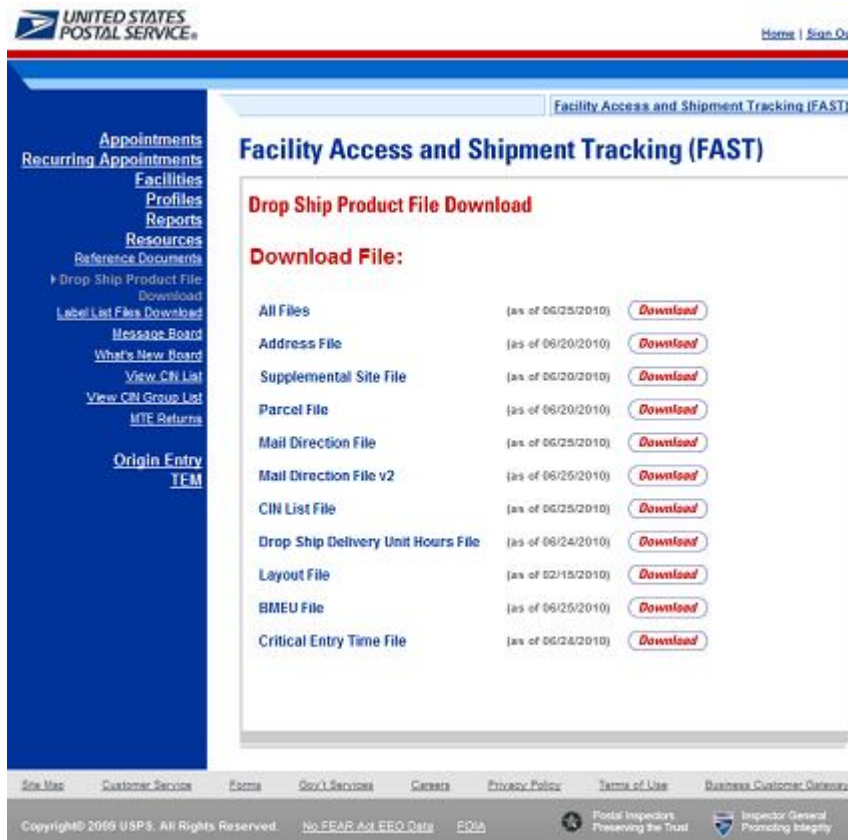 UNITED STATES
POSTAL SERVICE®
Home | Sign Ou
Facility Access and Shipment Tracking (FAST)
Appointments
Recurring Appointments
Facilities
Profiles
Reports
Resources
Reference Documents
Drop Ship Product File
Download
Label List Files Download
Message Board
What's New Board
View CIN List
View CIN Group List
MTE Returns
Origin Entry
TEM
Facility Access and Shipment Tracking (FAST)
Drop Ship Product File Download
Download File:
All Files (as of 06/25/2010) Download
Address File (as of 06/20/2010) Download
Supplemental Site File (as of 06/20/2010) Download
Parcel File (as of 06/20/2010) Download
Mail Direction File (as of 06/25/2010) Download
Mail Direction File v2 (as of 06/25/2010) Download
CIN List File (as of 06/25/2010) Download
Drop Ship Delivery Unit Hours File (as of 06/24/2010) Download
Layout File (as of 02/15/2010) Download
BMEU File (as of 06/25/2010) Download
Critical Entry Time File (as of 06/24/2010) Download
Site Map Customer Service Forms Gov't Services Careers Privacy Policy Terms of Use Business Customer Gateway
Copyright© 2009 USPS. All Rights Reserved. No FEAR Act EEO Data FOIA
Postal Inspectors
Preserving the Trust
Inspector General
Promoting Integrity